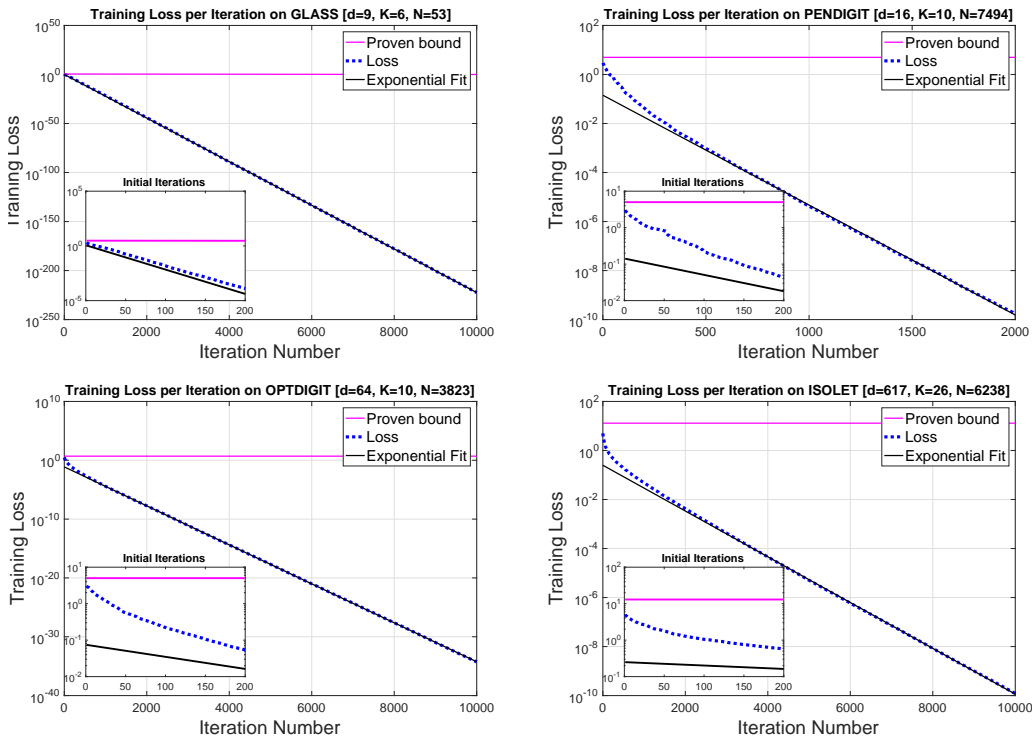 Training Loss per Iteration on GLASS [d=9, K=6, N=53]
10^50
10^0
10^-50
10^-100
10^-150
10^-200
10^-250
Training Loss
Proven bound
Loss
Exponential Fit
Initial Iterations
10^5
10^0
10^-5
0 50 100 150 200
0 2000 4000 6000 8000 10000
Iteration Number
Training Loss per Iteration on PENDIGIT [d=16, K=10, N=7494]
10^2
10^0
10^-2
10^-4
10^-6
10^-8
10^-10
Training Loss
Proven bound
Loss
Exponential Fit
Initial Iterations
10^1
10^0
10^-1
10^-2
0 50 100 150 200
0 500 1000 1500 2000
Iteration Number
Training Loss per Iteration on OPTDIGIT [d=64, K=10, N=3823]
10^10
10^0
10^-10
10^-20
10^-30
10^-40
Training Loss
Proven bound
Loss
Exponential Fit
Initial Iterations
10^1
10^0
10^-1
10^-2
0 50 100 150 200
0 2000 4000 6000 8000 10000
Iteration Number
Training Loss per Iteration on ISOLET [d=617, K=26, N=6238]
10^2
10^0
10^-2
10^-4
10^-6
10^-8
10^-10
Training Loss
Proven bound
Loss
Exponential Fit
Initial Iterations
10^2
10^1
10^0
10^-1
0 50 100 150 200
0 2000 4000 6000 8000 10000
Iteration Number